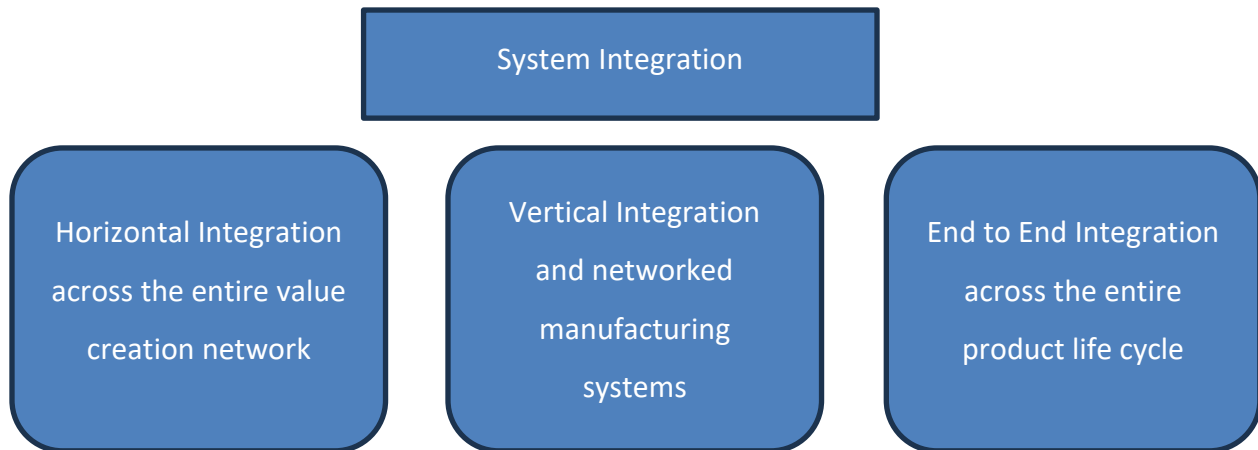 System Integration
Horizontal Integration
across the entire value
creation network
Vertical Integration
and networked
manufacturing
systems
End to End Integration
across the entire
product life cycle